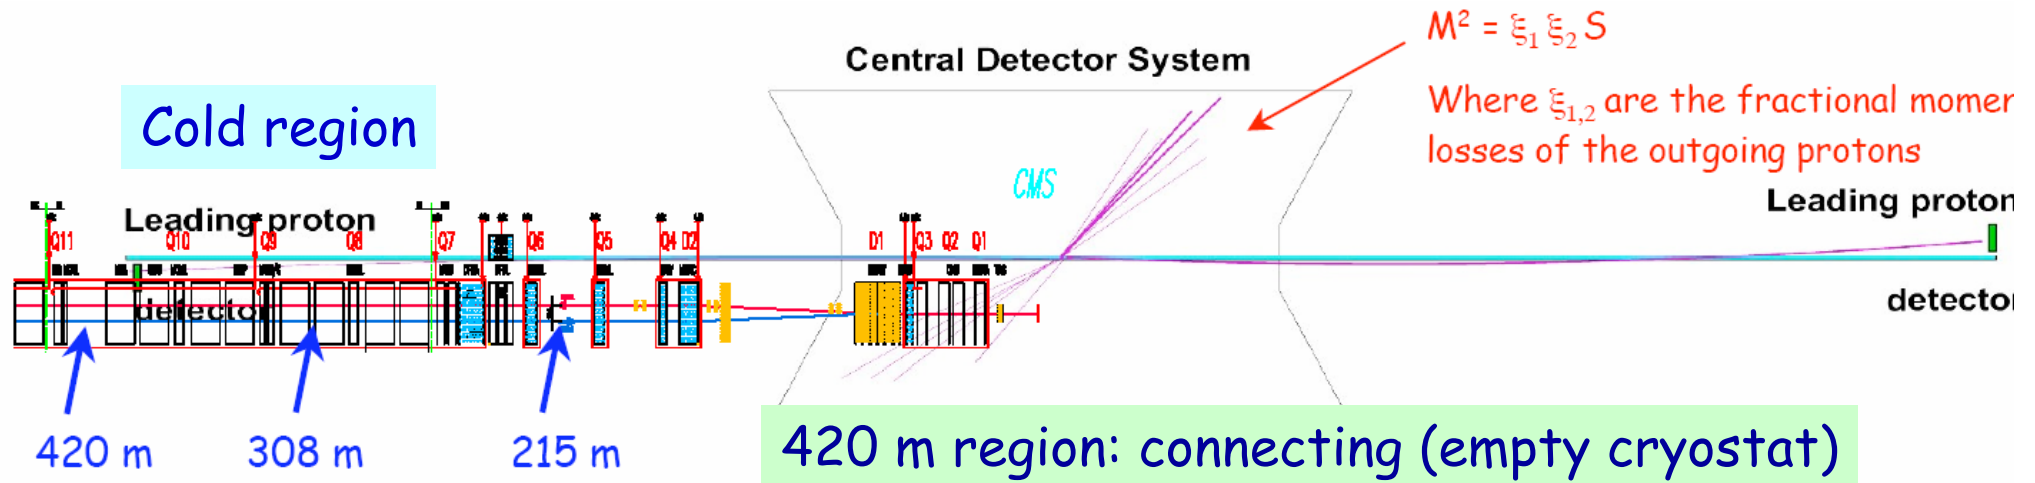 M² = ξ₁ ξ₂ S
Central Detector System
Where ξ₁,₂ are the fractional momen
losses of the outgoing protons
Cold region
CMS
Leading proton
Leading proton
Q11 Q10 Q9 Q8 Q7 Q6 Q5 Q4 D2 D1 Q3 Q2 Q1
detector
detector
420 m
308 m
215 m
420 m region: connecting (empty cryostat)